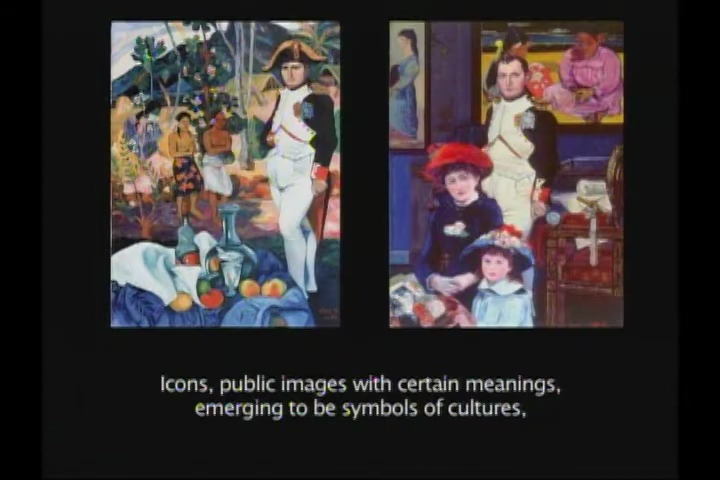 Icons, public images with certain meanings,
emerging to be symbols of cultures,